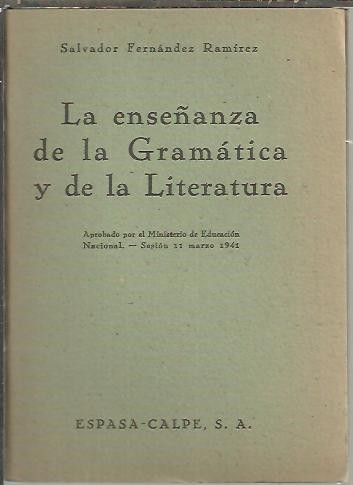 Salvador Fernández Ramírez
La enseñanza
de la Gramática
y de la Literatura
Aprobado por el Ministerio de Educación
Nacional. — Sesión 11 marzo 1941
ESPASA-CALPE, S. A.